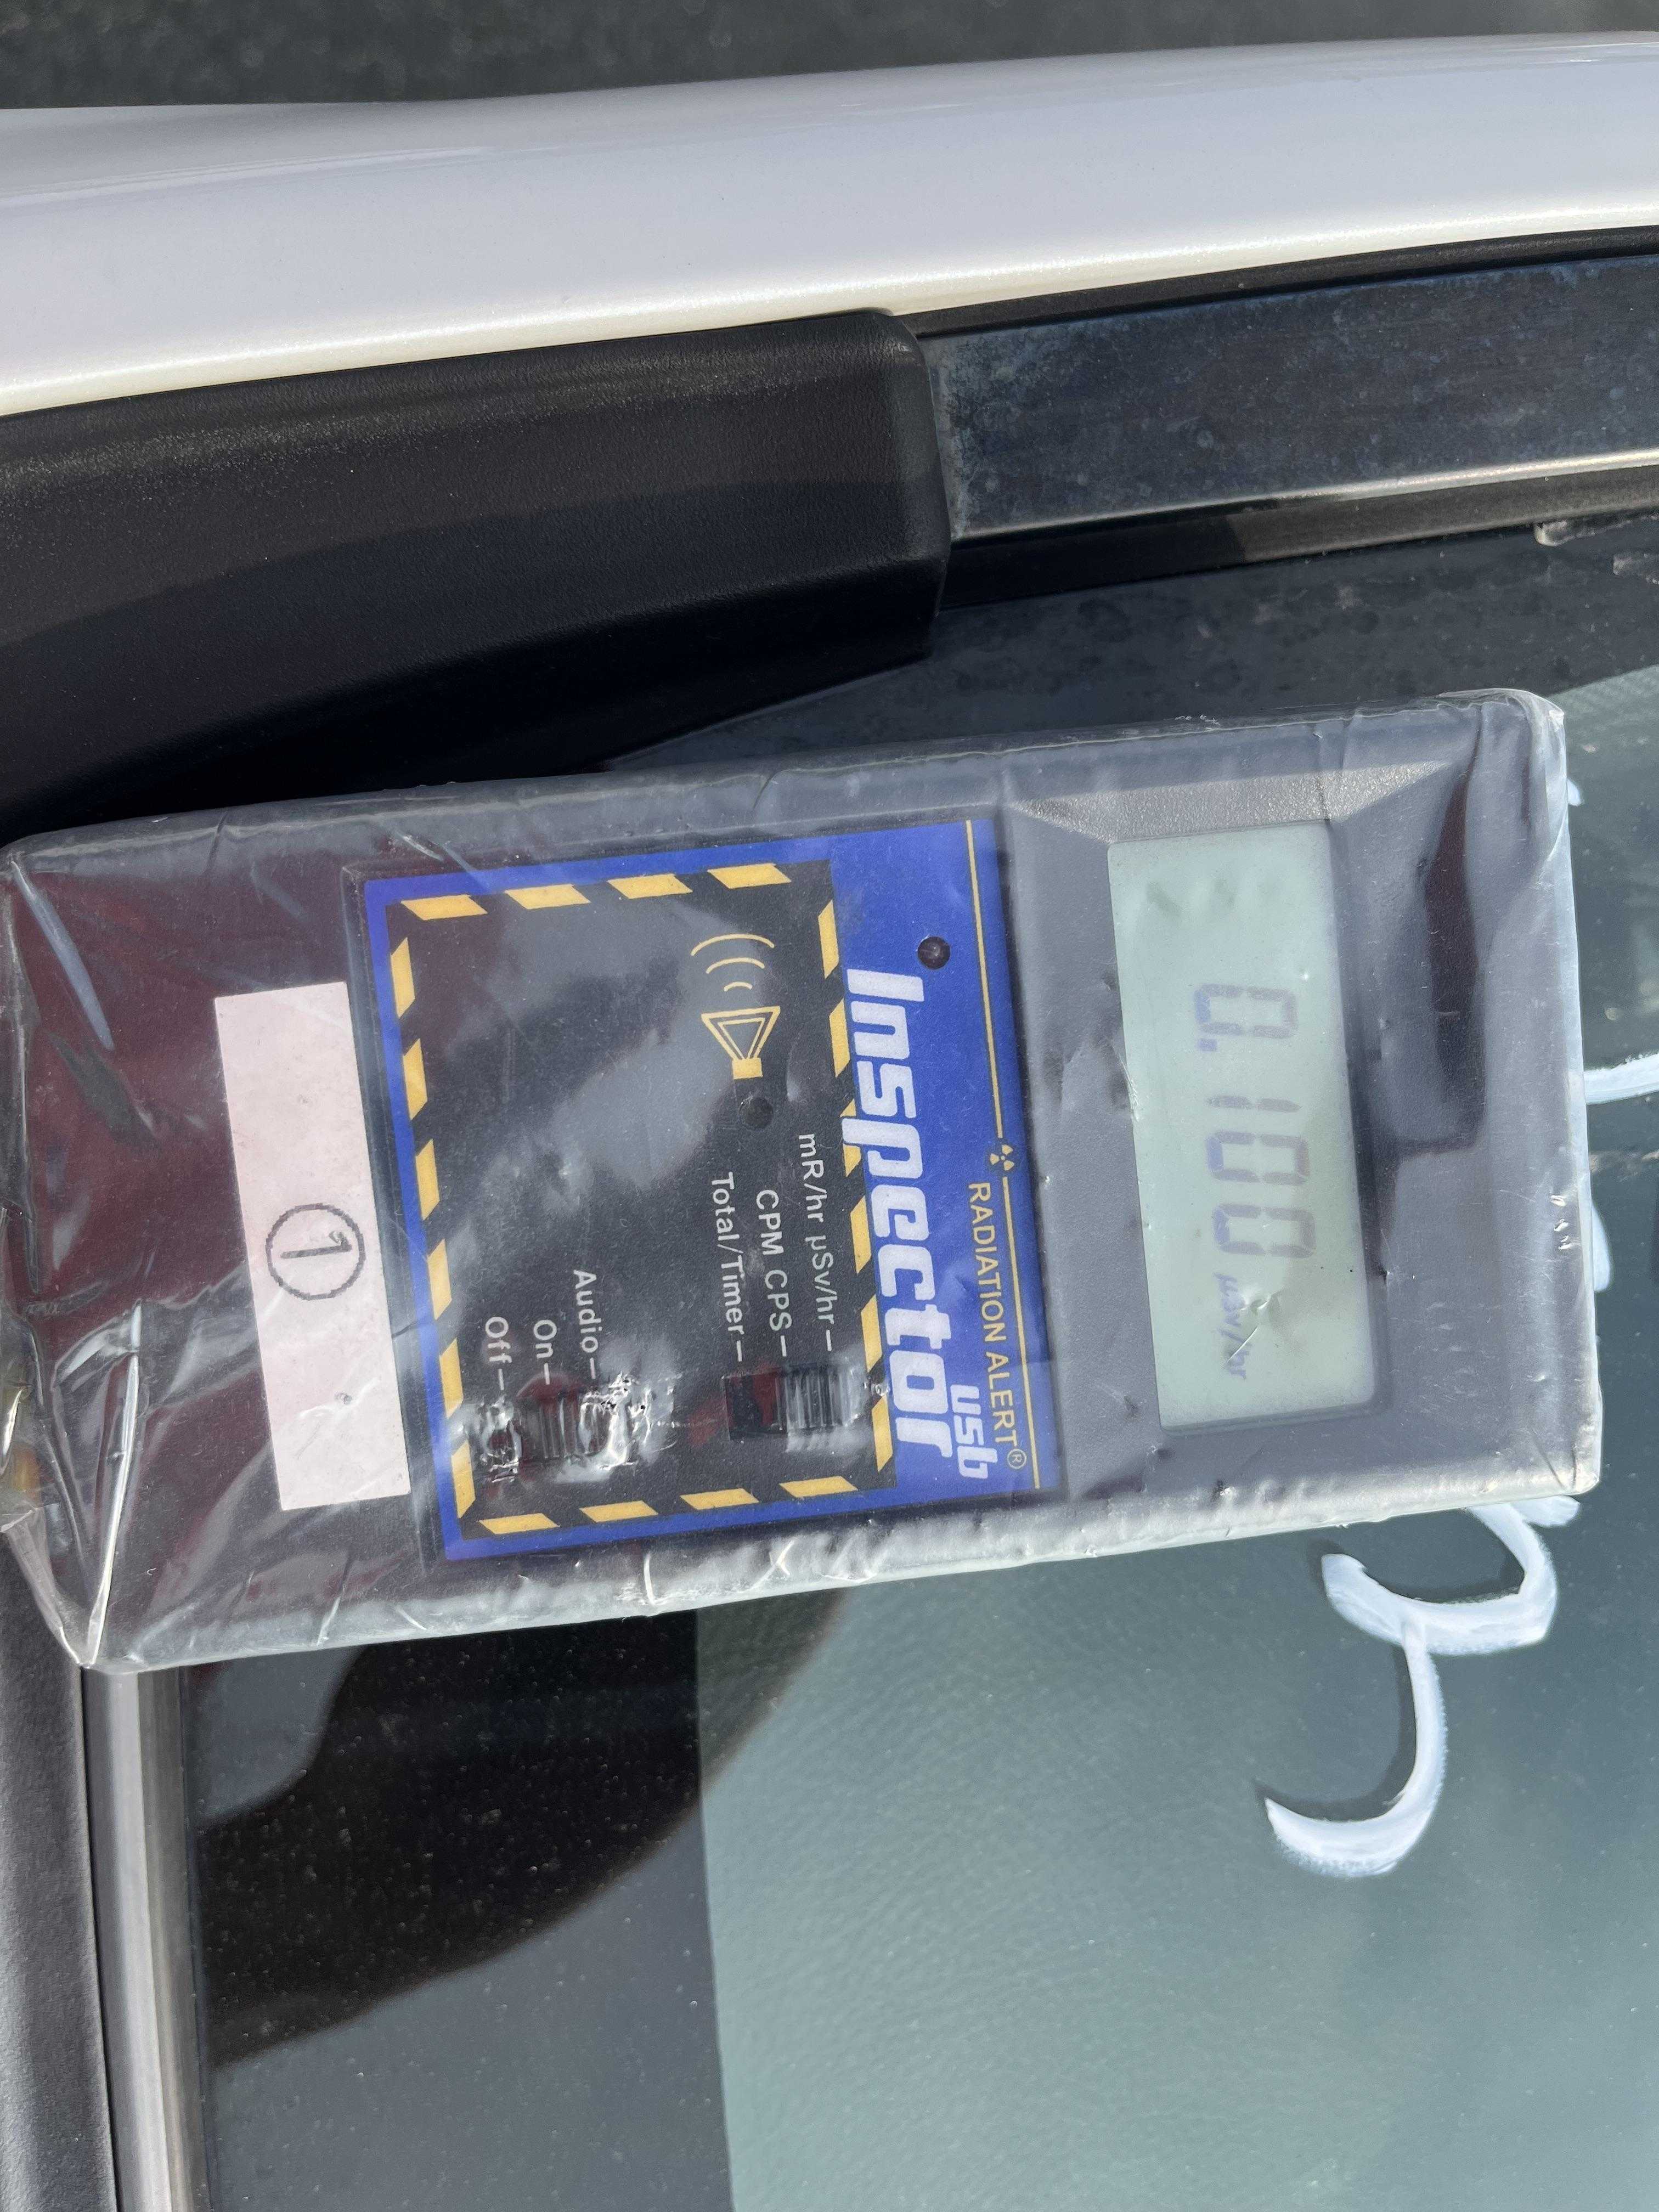 0.100 µSv/hr
RADIATION ALERT®
Inspector usb
mR/hr µSv/hr
CPM CPS
Total/Timer
Audio
On
Off
①